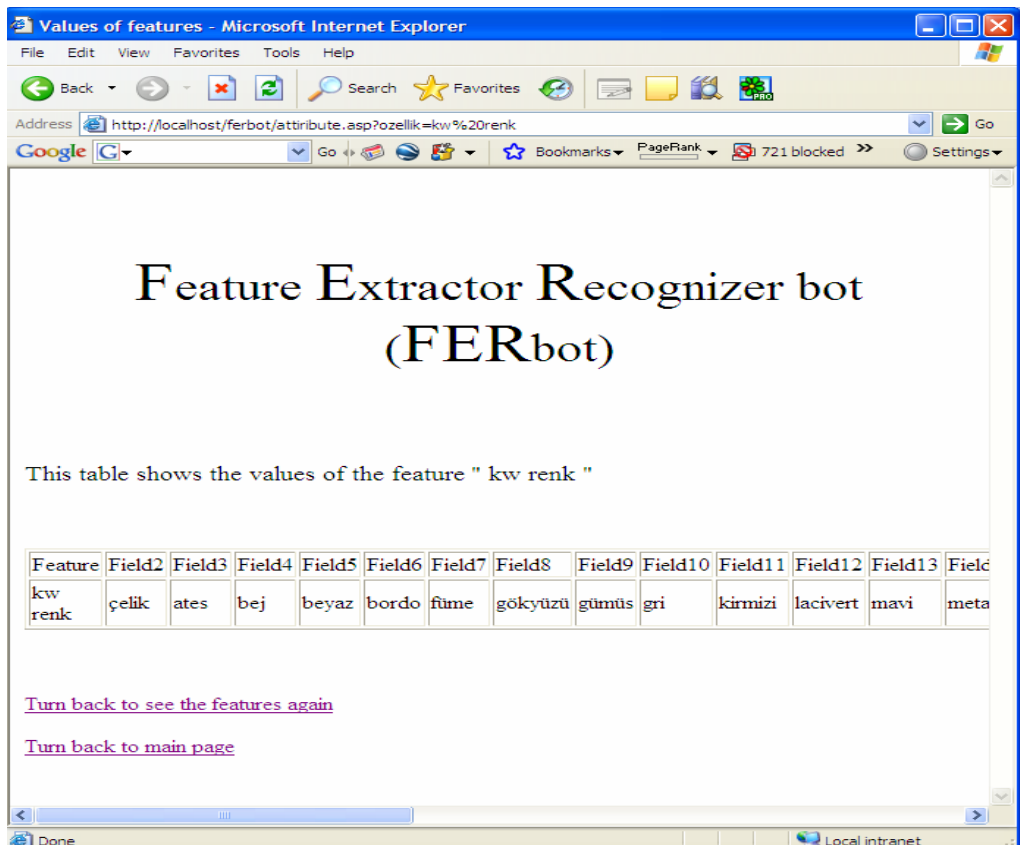 Values of features - Microsoft Internet Explorer
File Edit View Favorites Tools Help
Back Search Favorites PRO
Address http://localhost/ferbot/attiribute.asp?ozellik=kw%20renk Go
Google G Go Bookmarks PageRank 721 blocked » Settings
Feature Extractor Recognizer bot
(FERbot)
This table shows the values of the feature " kw renk "
Feature Field2 Field3 Field4 Field5 Field6 Field7 Field8 Field9 Field10 Field11 Field12 Field13 Field
kw renk çelik ates bej beyaz bordo füme gökyüzü gümüs gri kirmizi lacivert mavi meta
Turn back to see the features again
Turn back to main page
Done Local intranet